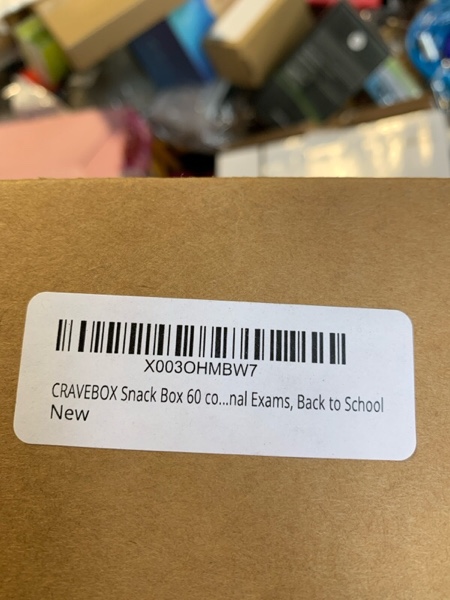 X003OHMBW7
CRAVEBOX Snack Box 60 co...nal Exams, Back to School
New